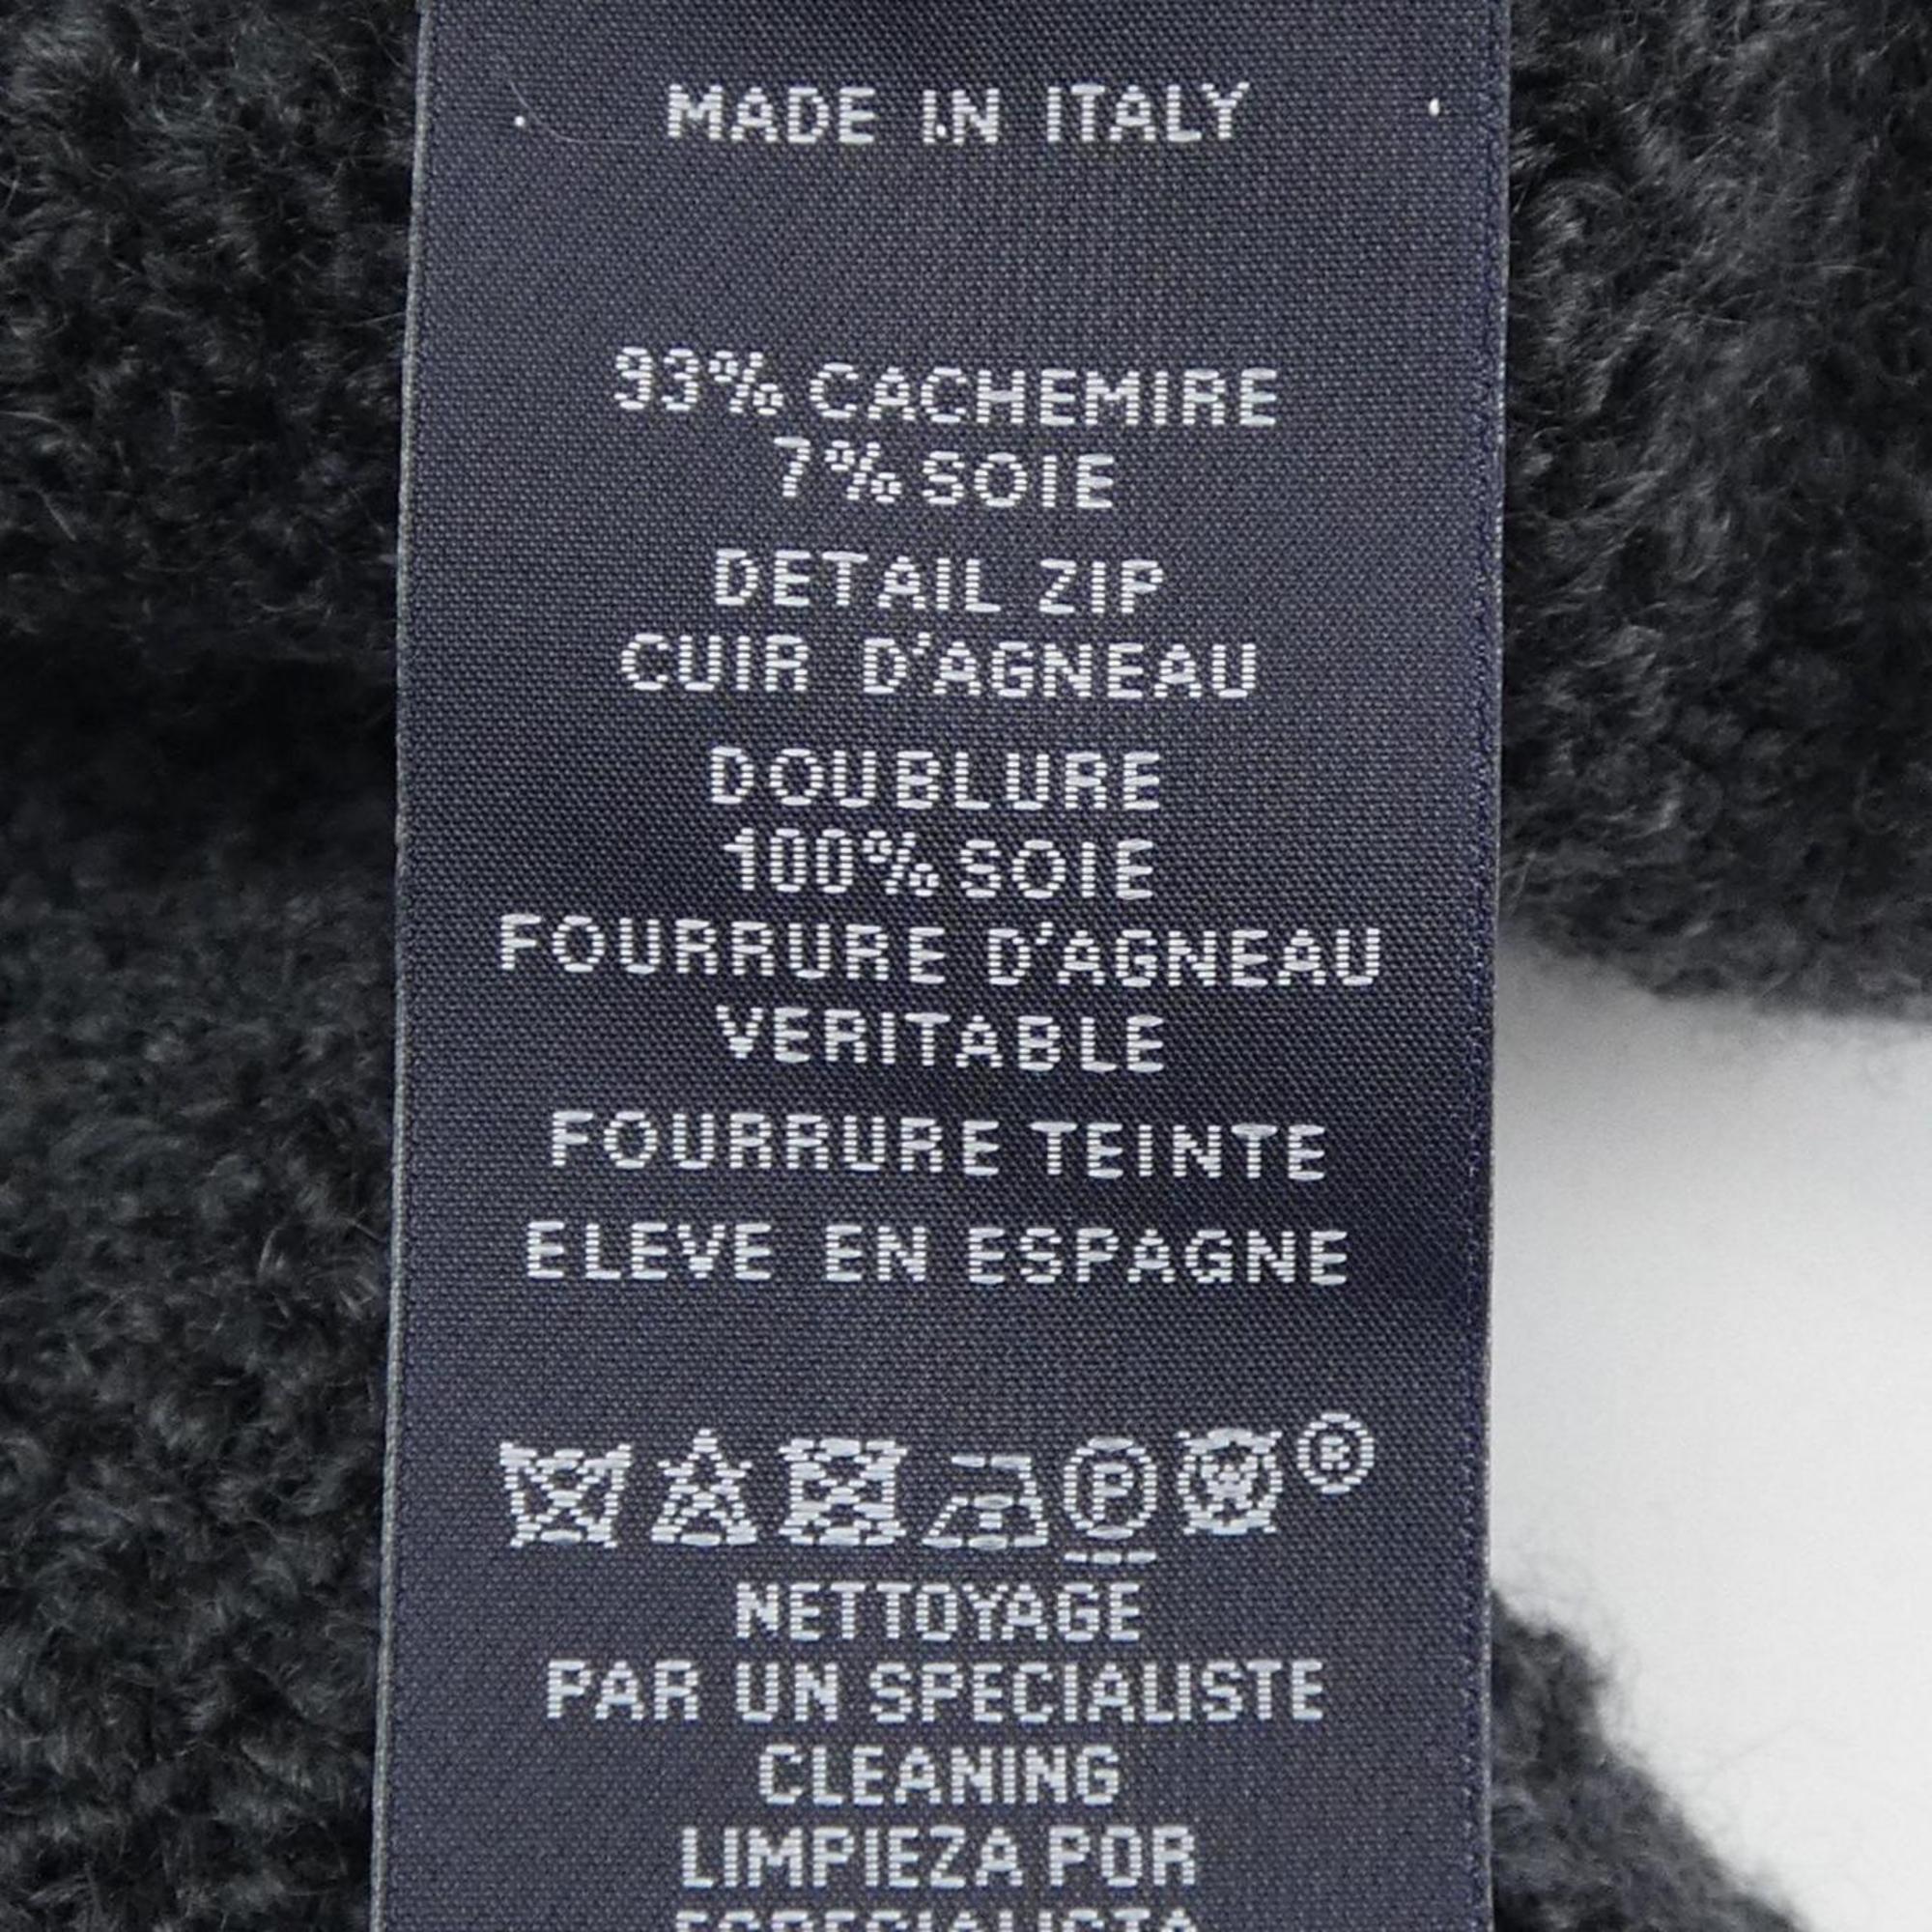 MADE IN ITALY
93% CACHEMIRE
7% SOIE
DETAIL ZIP
CUIR D'AGNEAU
DOUBLURE
100% SOIE
FOURRURE D'AGNEAU
VERITABLE
FOURRURE TEINTE
ELEVE EN ESPAGNE
P W ®
NETTOYAGE
PAR UN SPECIALISTE
CLEANING
LIMPIEZA POR
ESPECIALISTA